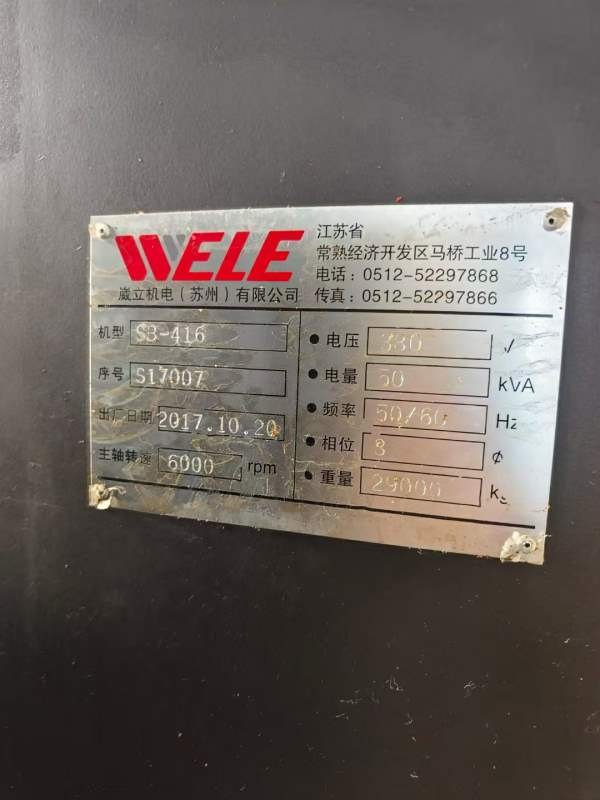 WELE
崴立机电(苏州)有限公司
江苏省
常熟经济开发区马桥工业8号
电话:0512-52297868
传真:0512-52297866
机型 SB-416
序号 S17007
出厂日期 2017.10.20
主轴转速 6000 rpm
●电压 380 V
●电量 50 kVA
●频率 50/60 Hz
●相位 3 φ
●重量 29000 kg